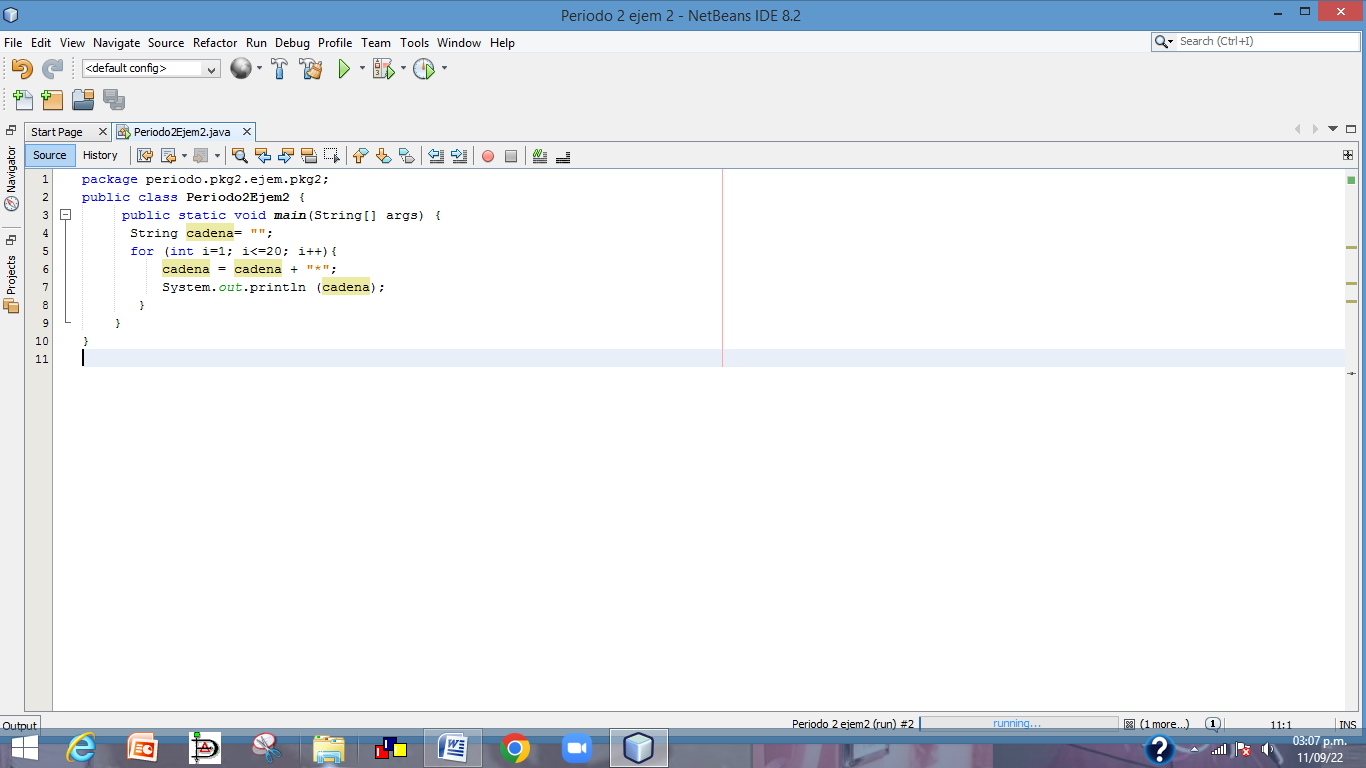 Periodo 2 ejem 2 - NetBeans IDE 8.2
File Edit View Navigate Source Refactor Run Debug Profile Team Tools Window Help
Search (Ctrl+I)
<default config>
Start Page
Periodo2Ejem2.java
Navigator
Projects
Source History
1 package periodo.pkg2.ejem.pkg2;
2 public class Periodo2Ejem2 {
3 public static void main(String[] args) {
4 String cadena= "";
5 for (int i=1; i<=20; i++){
6 cadena = cadena + "*";
7 System.out.println (cadena);
8 }
9 }
10 }
11
Output
Periodo 2 ejem2 (run) #2 running... (1 more...) 1 11:1 INS
03:07 p.m.
11/09/22